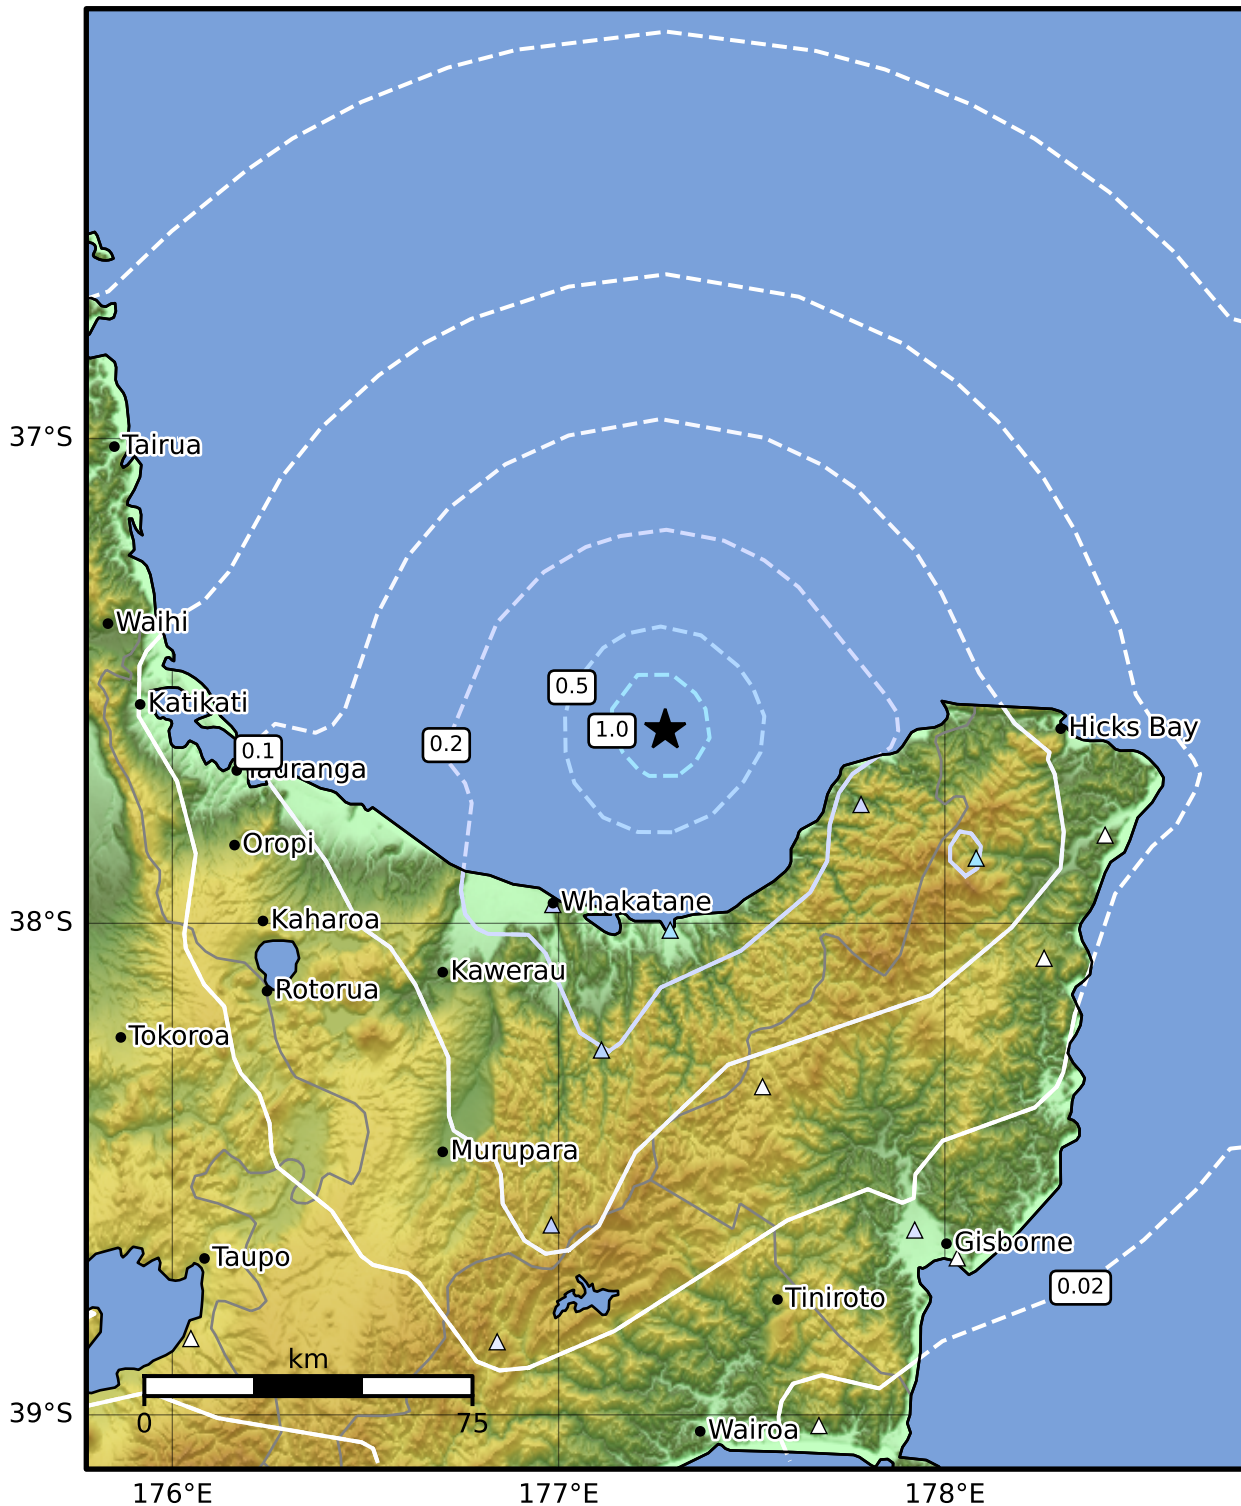 37°S
Tairua
Waihi
0.5
Katikati
1.0
Hicks Bay
0.2
0.1
Tauranga
Oropi
Whakatane
38°S
Kaharoa
Kawerau
Rotorua
Tokoroa
Murupara
Gisborne
Taupo
0.02
Tiniroto
km
0
75
39°S
Wairoa
176°E
177°E
178°E